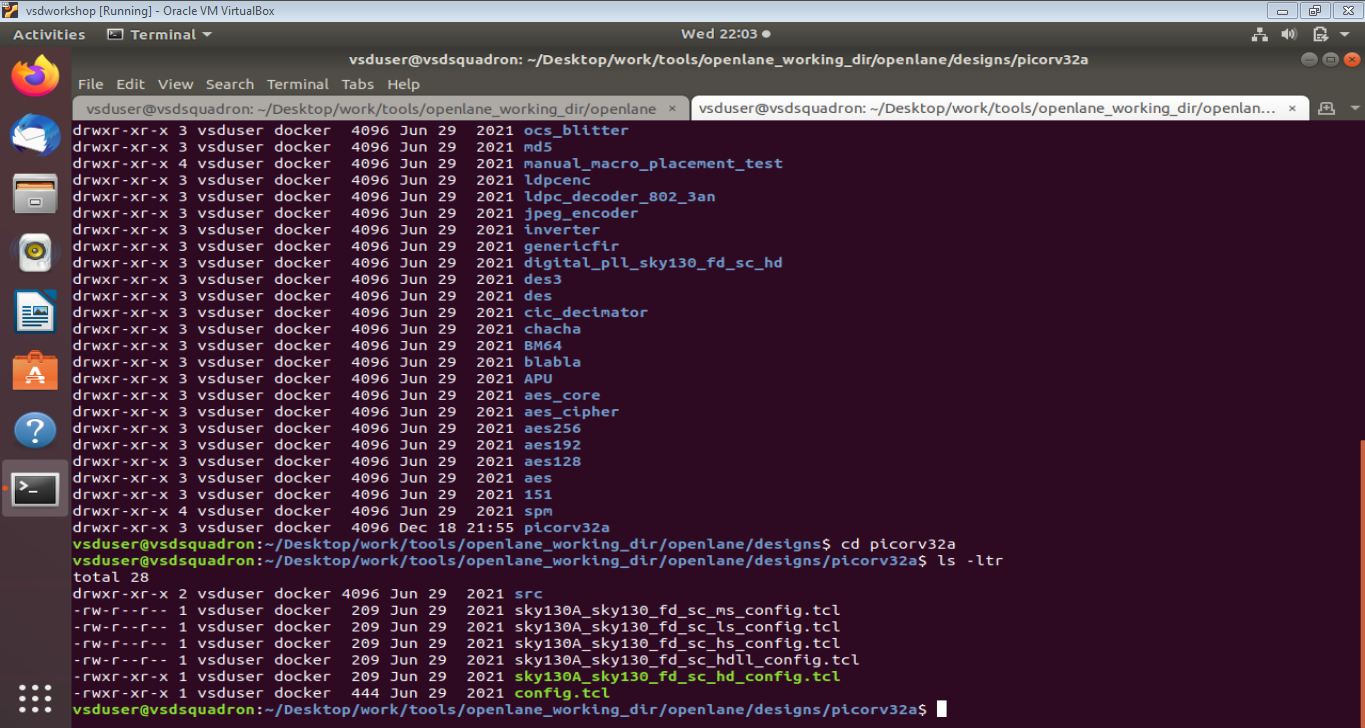 vsdworkshop [Running] - Oracle VM VirtualBox
Activities Terminal Wed 22:03
vsduser@vsdsquadron: ~/Desktop/work/tools/openlane_working_dir/openlane/designs/picorv32a
File Edit View Search Terminal Tabs Help
vsduser@vsdsquadron: ~/Desktop/work/tools/openlane_working_dir/openlane × vsduser@vsdsquadron: ~/Desktop/work/tools/openlane_working_dir/openlan... ×
drwxr-xr-x 3 vsduser docker  4096 Jun 29  2021 ocs_blitter
drwxr-xr-x 3 vsduser docker  4096 Jun 29  2021 md5
drwxr-xr-x 4 vsduser docker  4096 Jun 29  2021 manual_macro_placement_test
drwxr-xr-x 3 vsduser docker  4096 Jun 29  2021 ldpcenc
drwxr-xr-x 3 vsduser docker  4096 Jun 29  2021 ldpc_decoder_802_3an
drwxr-xr-x 3 vsduser docker  4096 Jun 29  2021 jpeg_encoder
drwxr-xr-x 3 vsduser docker  4096 Jun 29  2021 inverter
drwxr-xr-x 3 vsduser docker  4096 Jun 29  2021 genericfir
drwxr-xr-x 3 vsduser docker  4096 Jun 29  2021 digital_pll_sky130_fd_sc_hd
drwxr-xr-x 3 vsduser docker  4096 Jun 29  2021 des3
drwxr-xr-x 3 vsduser docker  4096 Jun 29  2021 des
drwxr-xr-x 3 vsduser docker  4096 Jun 29  2021 cic_decimator
drwxr-xr-x 3 vsduser docker  4096 Jun 29  2021 chacha
drwxr-xr-x 3 vsduser docker  4096 Jun 29  2021 BM64
drwxr-xr-x 3 vsduser docker  4096 Jun 29  2021 blabla
drwxr-xr-x 3 vsduser docker  4096 Jun 29  2021 APU
drwxr-xr-x 3 vsduser docker  4096 Jun 29  2021 aes_core
drwxr-xr-x 3 vsduser docker  4096 Jun 29  2021 aes_cipher
drwxr-xr-x 3 vsduser docker  4096 Jun 29  2021 aes256
drwxr-xr-x 3 vsduser docker  4096 Jun 29  2021 aes192
drwxr-xr-x 3 vsduser docker  4096 Jun 29  2021 aes128
drwxr-xr-x 3 vsduser docker  4096 Jun 29  2021 aes
drwxr-xr-x 3 vsduser docker  4096 Jun 29  2021 151
drwxr-xr-x 4 vsduser docker  4096 Jun 29  2021 spm
drwxr-xr-x 3 vsduser docker  4096 Dec 18 21:55 picorv32a
vsduser@vsdsquadron:~/Desktop/work/tools/openlane_working_dir/openlane/designs$ cd picorv32a
vsduser@vsdsquadron:~/Desktop/work/tools/openlane_working_dir/openlane/designs/picorv32a$ ls -ltr
total 28
drwxr-xr-x 2 vsduser docker 4096 Jun 29  2021 src
-rw-r--r-- 1 vsduser docker  209 Jun 29  2021 sky130A_sky130_fd_sc_ms_config.tcl
-rw-r--r-- 1 vsduser docker  209 Jun 29  2021 sky130A_sky130_fd_sc_ls_config.tcl
-rw-r--r-- 1 vsduser docker  209 Jun 29  2021 sky130A_sky130_fd_sc_hs_config.tcl
-rw-r--r-- 1 vsduser docker  209 Jun 29  2021 sky130A_sky130_fd_sc_hdll_config.tcl
-rwxr-xr-x 1 vsduser docker  209 Jun 29  2021 sky130A_sky130_fd_sc_hd_config.tcl
-rwxr-xr-x 1 vsduser docker  444 Jun 29  2021 config.tcl
vsduser@vsdsquadron:~/Desktop/work/tools/openlane_working_dir/openlane/designs/picorv32a$